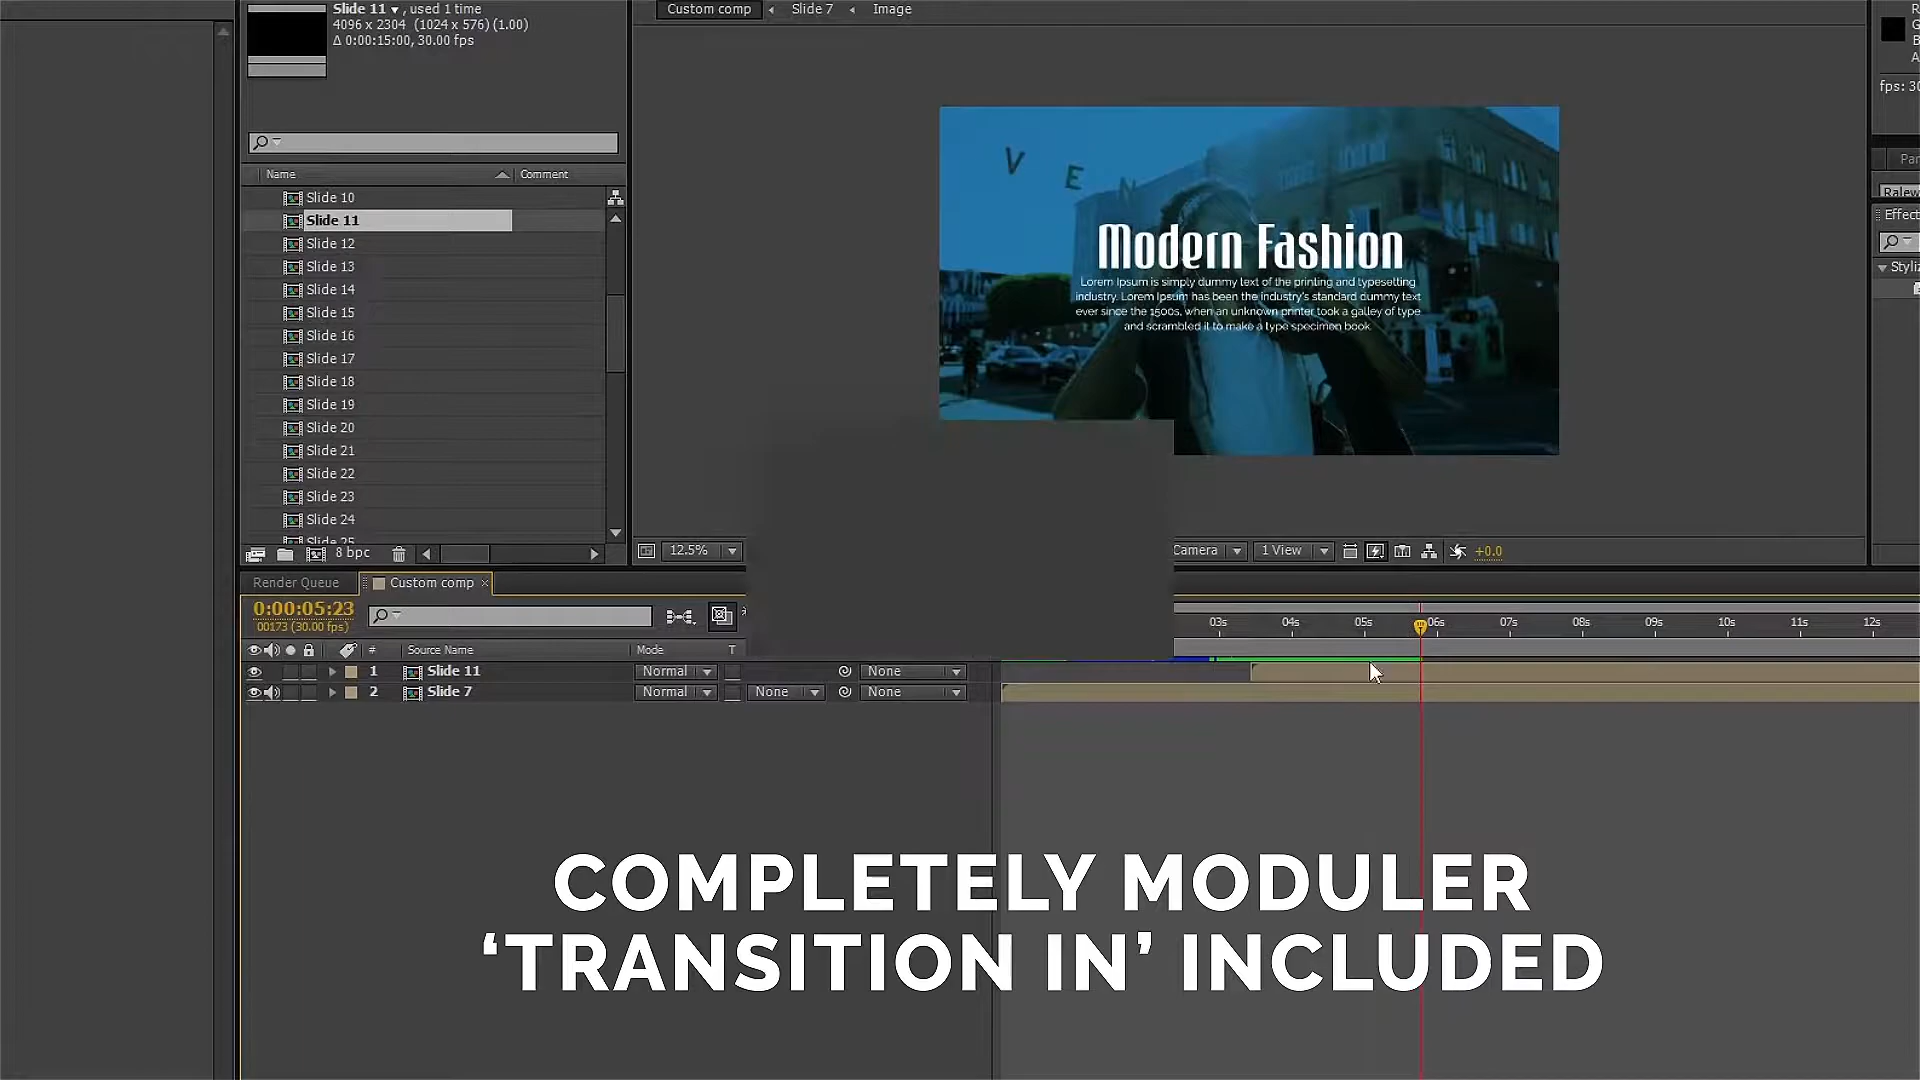 Slide 11 , used 1 time
4096 x 2304 (1024 x 576) (1.00)
Δ 0:00:15:00, 30.00 fps
Custom comp
Slide 7
Image
fps: 30
Name
Comment
Slide 10
Slide 11
Slide 12
Slide 13
Slide 14
Slide 15
Slide 16
Slide 17
Slide 18
Slide 19
Slide 20
Slide 21
Slide 22
Slide 23
Slide 24
Slide 25
8 bpc
V E N
Modern Fashion
Lorem Ipsum is simply dummy text of the printing and typesetting
industry. Lorem Ipsum has been the industry's standard dummy text
ever since the 1500s, when an unknown printer took a galley of type
and scrambled it to make a type specimen book.
Par
Ralew
Effect
Styliz
12.5%
Camera
1 View
+0.0
Render Queue
Custom comp
0:00:05:23
00173 (30.00 fps)
03s 04s 05s 06s 07s 08s 09s 10s 11s 12s
# Source Name Mode T
1 Slide 11 Normal None
2 Slide 7 Normal None None
COMPLETELY MODULER
‘TRANSITION IN’ INCLUDED